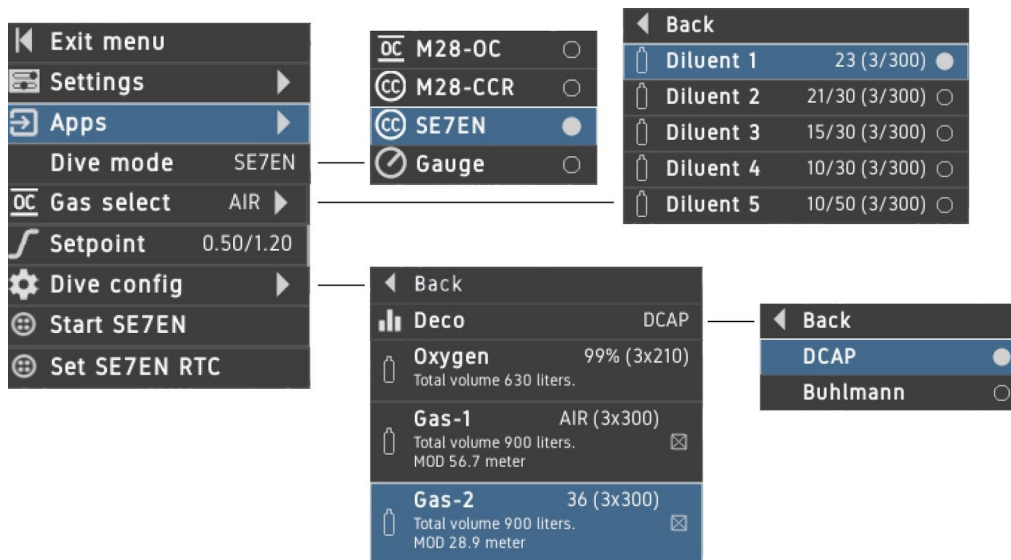 Exit menu
Settings
Apps
Dive mode SE7EN
OC Gas select AIR
Setpoint 0.50/1.20
Dive config
Start SE7EN
Set SE7EN RTC
OC M28-OC
CC M28-CCR
CC SE7EN
Gauge
Back
Diluent 1 23 (3/300)
Diluent 2 21/30 (3/300)
Diluent 3 15/30 (3/300)
Diluent 4 10/30 (3/300)
Diluent 5 10/50 (3/300)
Back
Deco DCAP
Oxygen 99% (3x210)
Total volume 630 liters.
Gas-1 AIR (3x300)
Total volume 900 liters.
MOD 56.7 meter
Gas-2 36 (3x300)
Total volume 900 liters.
MOD 28.9 meter
Back
DCAP
Buhlmann